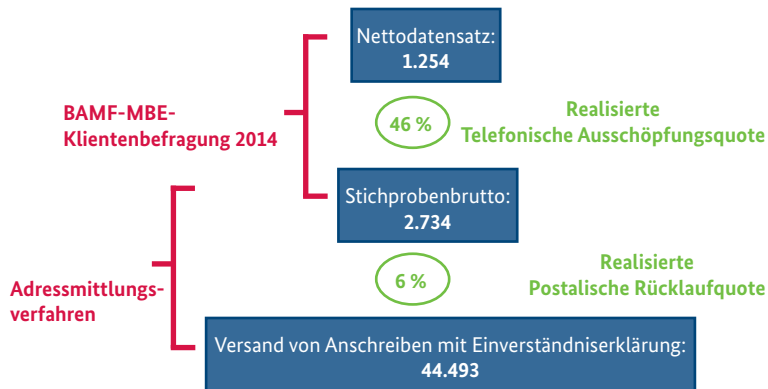 Nettodatensatz:
1.254
BAMF-MBE-
Klientenbefragung 2014
46 %
Realisierte
Telefonische Ausschöpfungsquote
Stichprobenbrutto:
2.734
Adressmittlungs-
verfahren
6 %
Realisierte
Postalische Rücklaufquote
Versand von Anschreiben mit Einverständniserklärung:
44.493